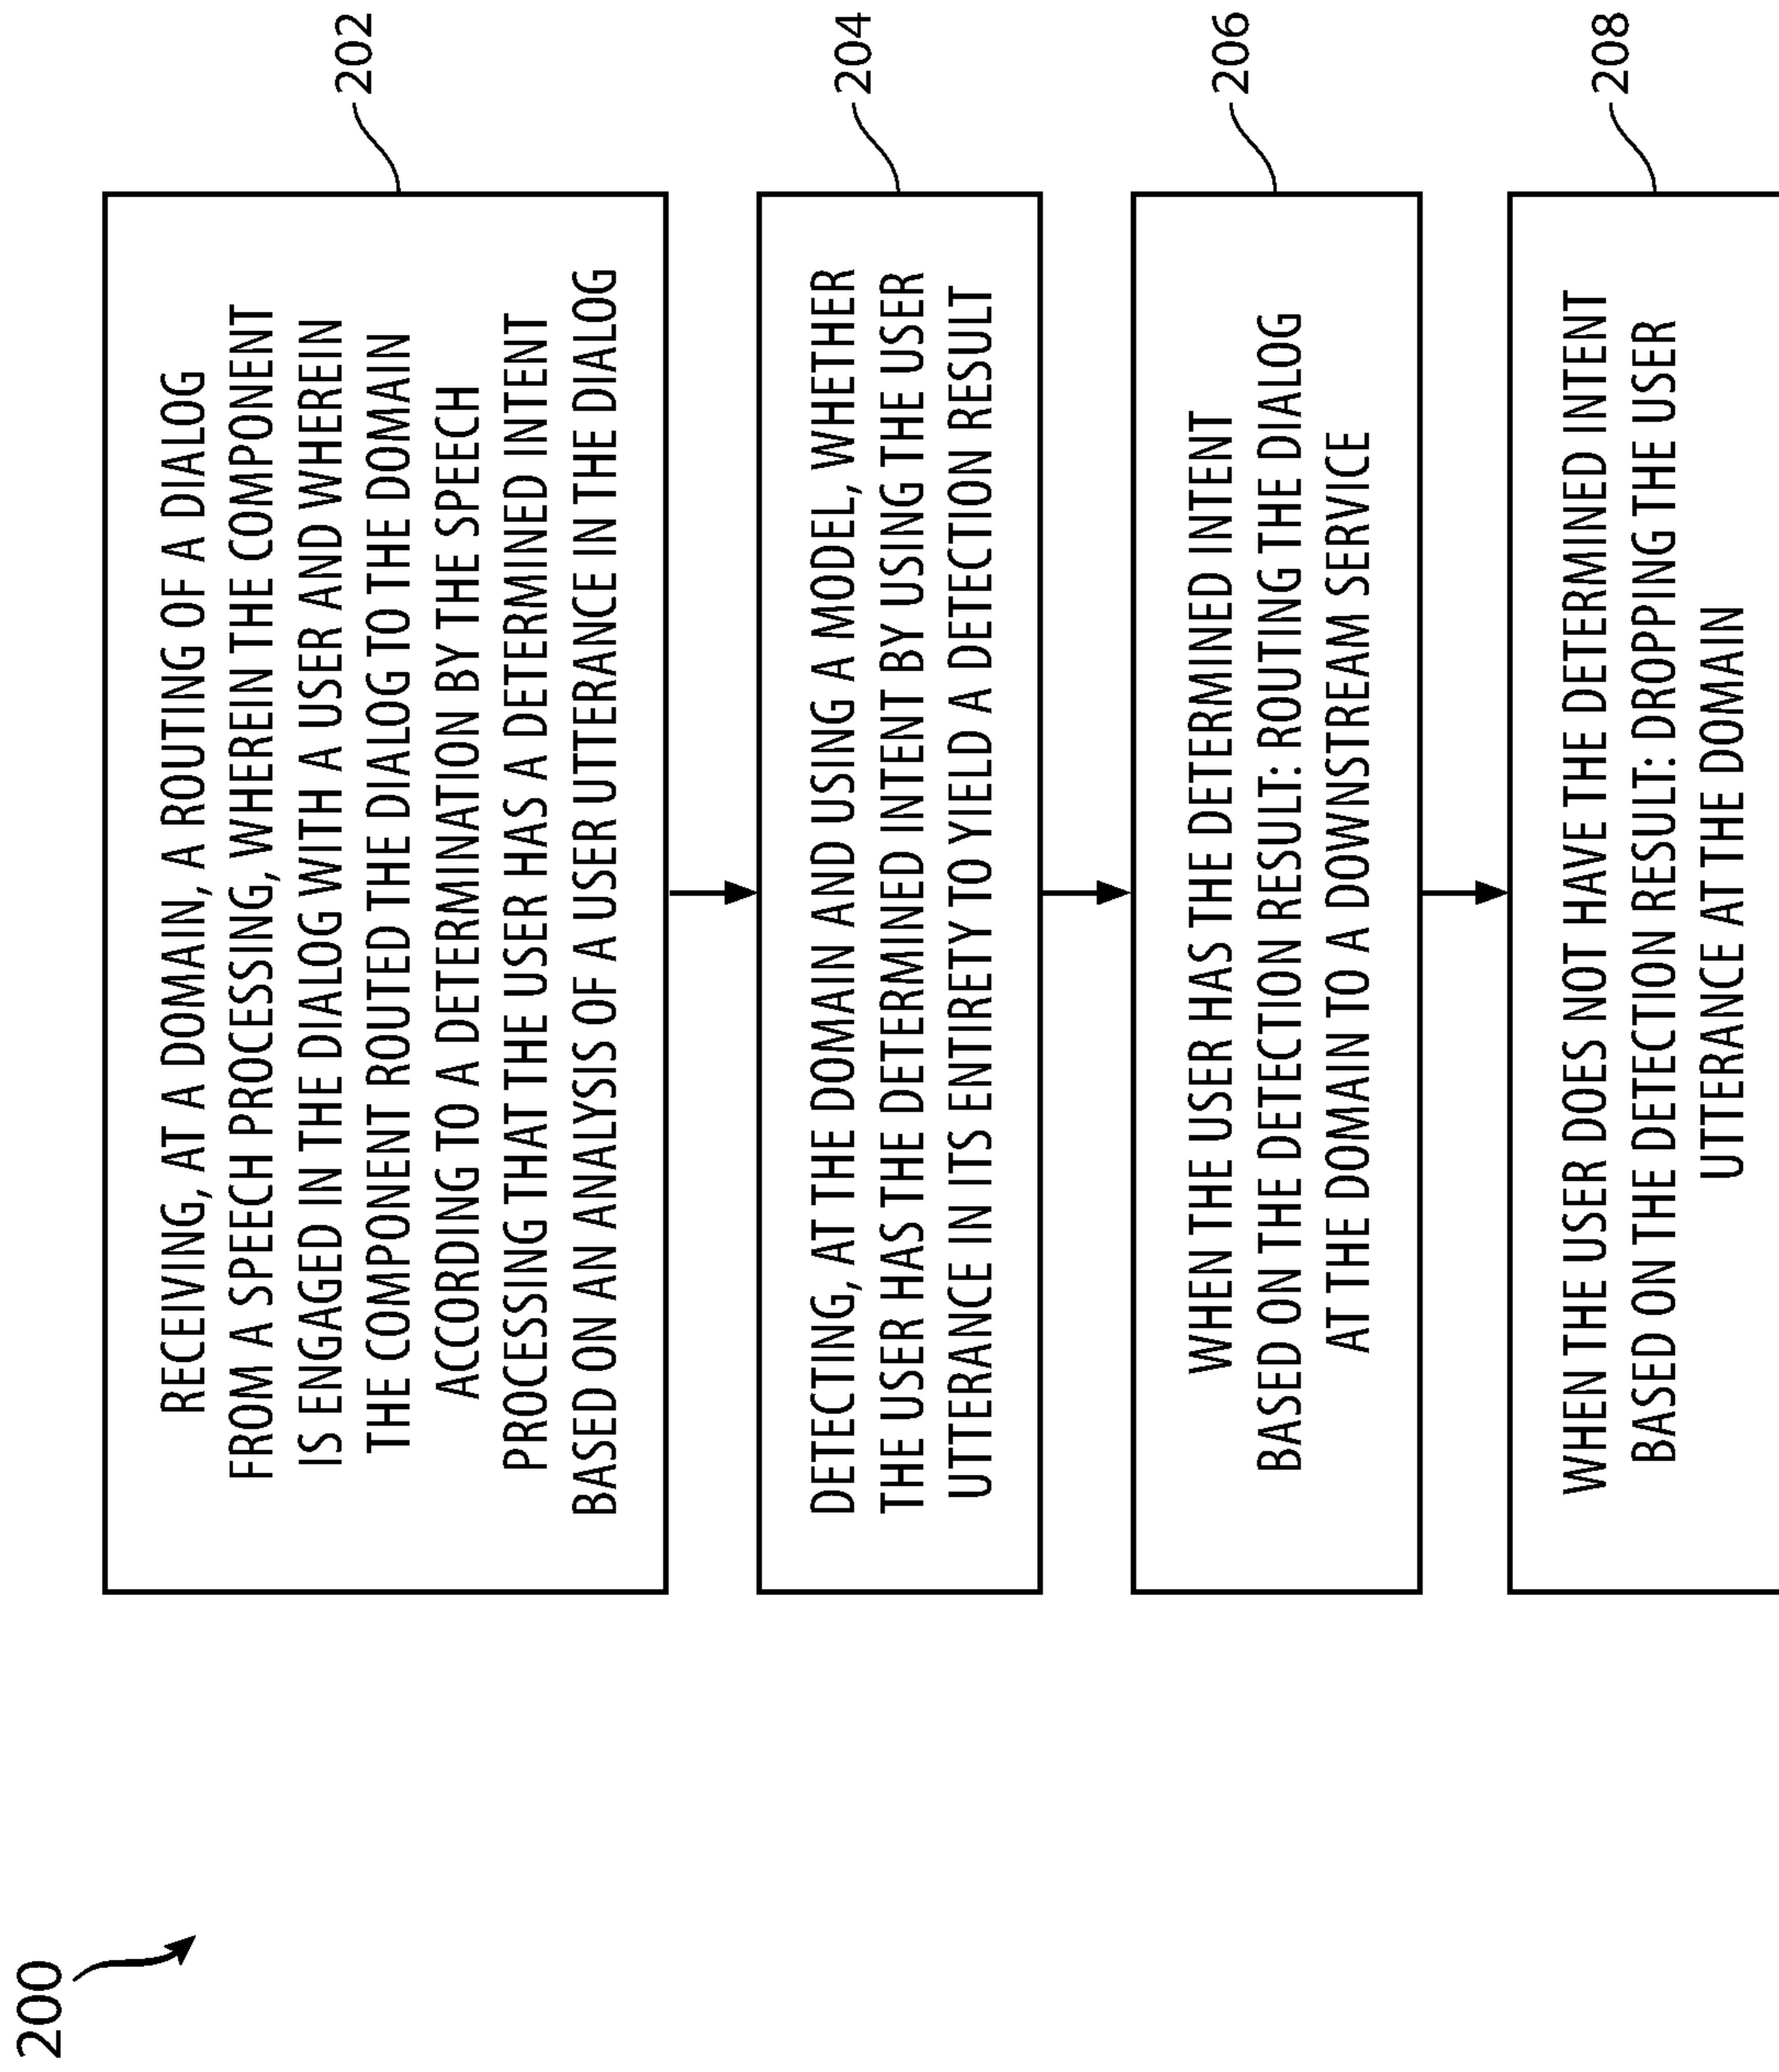 200
RECEIVING, AT A DOMAIN, A ROUTING OF A DIALOG
FROM A SPEECH PROCESSING, WHEREIN THE COMPONENT
IS ENGAGED IN THE DIALOG WITH A USER AND WHEREIN
THE COMPONENT ROUTED THE DIALOG TO THE DOMAIN
ACCORDING TO A DETERMINATION BY THE SPEECH
PROCESSING THAT THE USER HAS A DETERMINED INTENT
BASED ON AN ANALYSIS OF A USER UTTERANCE IN THE DIALOG
202
DETECTING, AT THE DOMAIN AND USING A MODEL, WHETHER
THE USER HAS THE DETERMINED INTENT BY USING THE USER
UTTERANCE IN ITS ENTIRETY TO YIELD A DETECTION RESULT
204
WHEN THE USER HAS THE DETERMINED INTENT
BASED ON THE DETECTION RESULT: ROUTING THE DIALOG
AT THE DOMAIN TO A DOWNSTREAM SERVICE
206
WHEN THE USER DOES NOT HAVE THE DETERMINED INTENT
BASED ON THE DETECTION RESULT: DROPPING THE USER
UTTERANCE AT THE DOMAIN
208